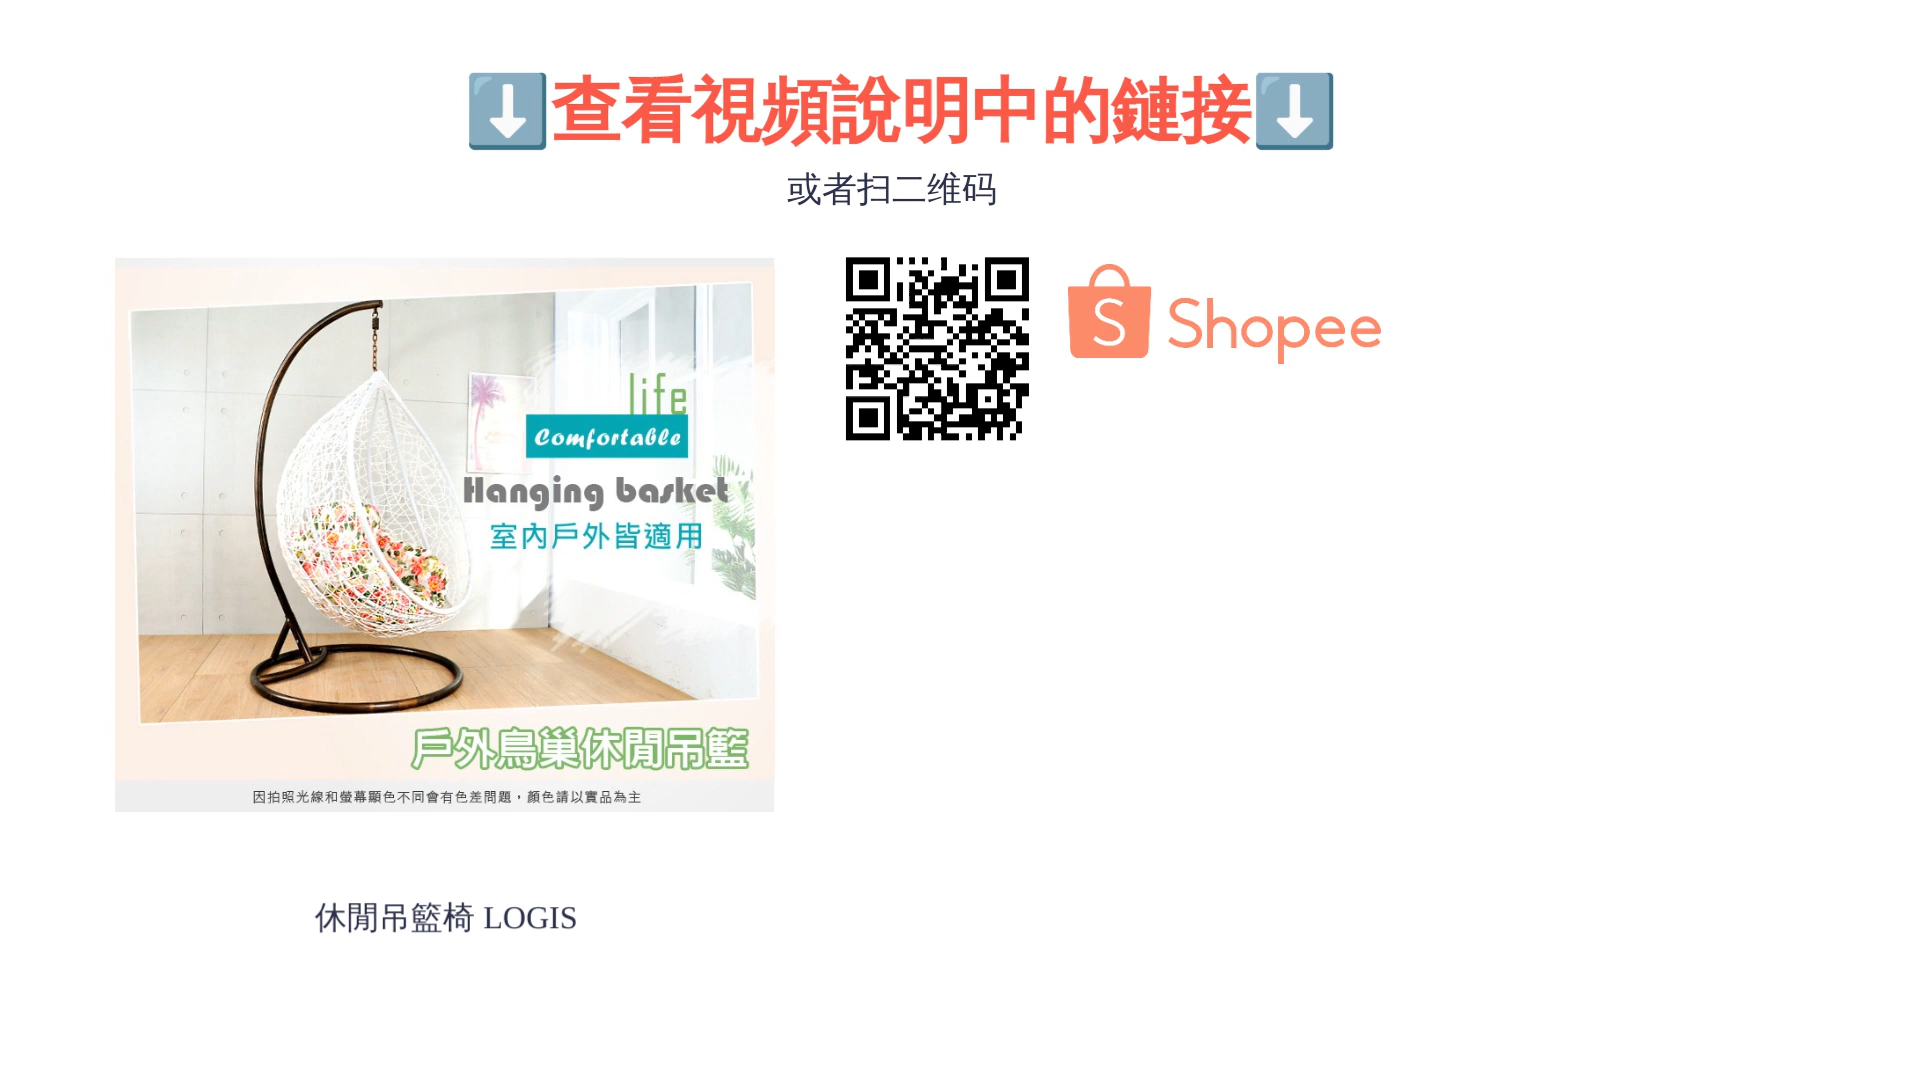 ⬇️查看視頻說明中的鏈接⬇️
或者扫二维码
S Shopee
life
Comfortable
Hanging basket
室內戶外皆適用
戶外鳥巢休閒吊籃
因拍照光線和螢幕顯色不同會有色差問題，顏色請以實品為主
休閒吊籃椅 LOGIS